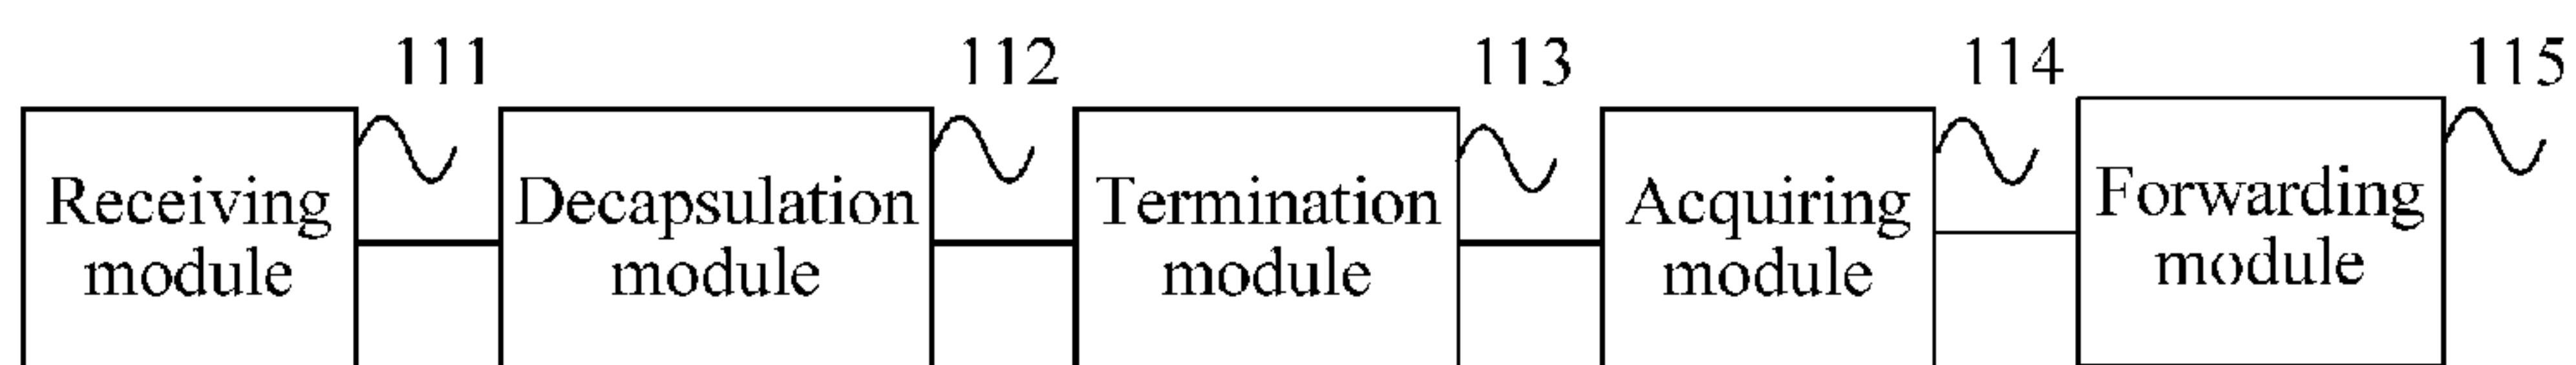 111 112 113 114 115
Receiving Decapsulation Termination Acquiring Forwarding
module module module module module